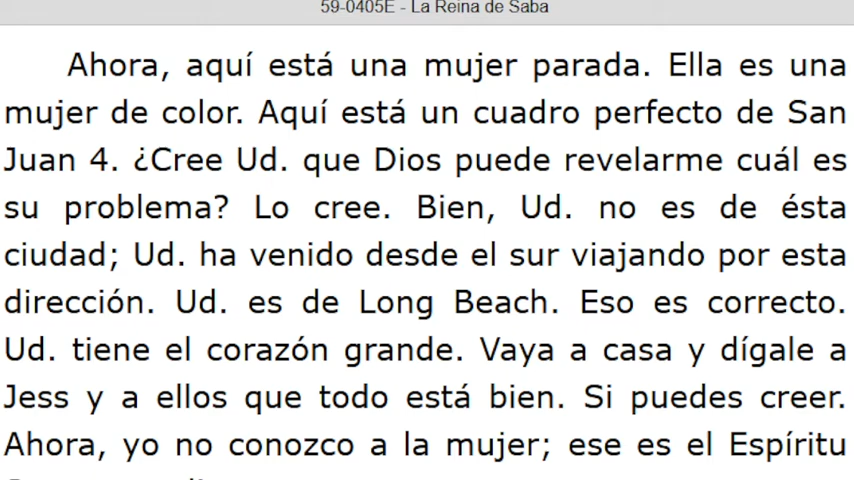 59-0405E - La Reina de Saba
Ahora, aquí está una mujer parada. Ella es una
mujer de color. Aquí está un cuadro perfecto de San
Juan 4. ¿Cree Ud. que Dios puede revelarme cuál es
su problema? Lo cree. Bien, Ud. no es de ésta
ciudad; Ud. ha venido desde el sur viajando por esta
dirección. Ud. es de Long Beach. Eso es correcto.
Ud. tiene el corazón grande. Vaya a casa y dígale a
Jess y a ellos que todo está bien. Si puedes creer.
Ahora, yo no conozco a la mujer; ese es el Espíritu